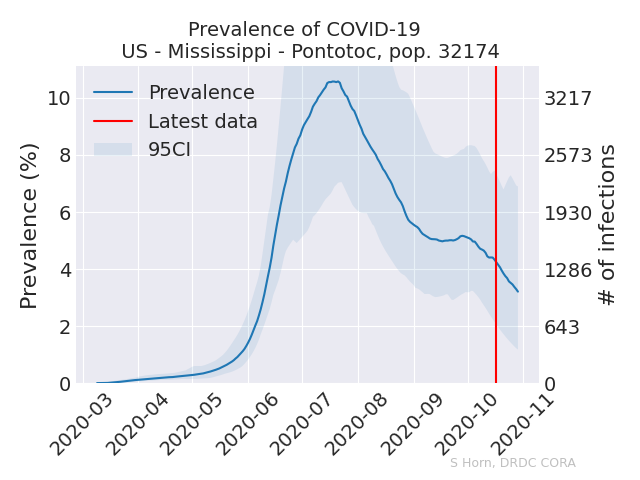 Prevalence of COVID-19
US - Mississippi - Pontotoc, pop. 32174
Prevalence
Latest data
95CI
Prevalence (%)
10
8
6
4
2
0
3217
2573
1930
1286
643
0
# of infections
2020-03
2020-04
2020-05
2020-06
2020-07
2020-08
2020-09
2020-10
2020-11
S Horn, DRDC CORA